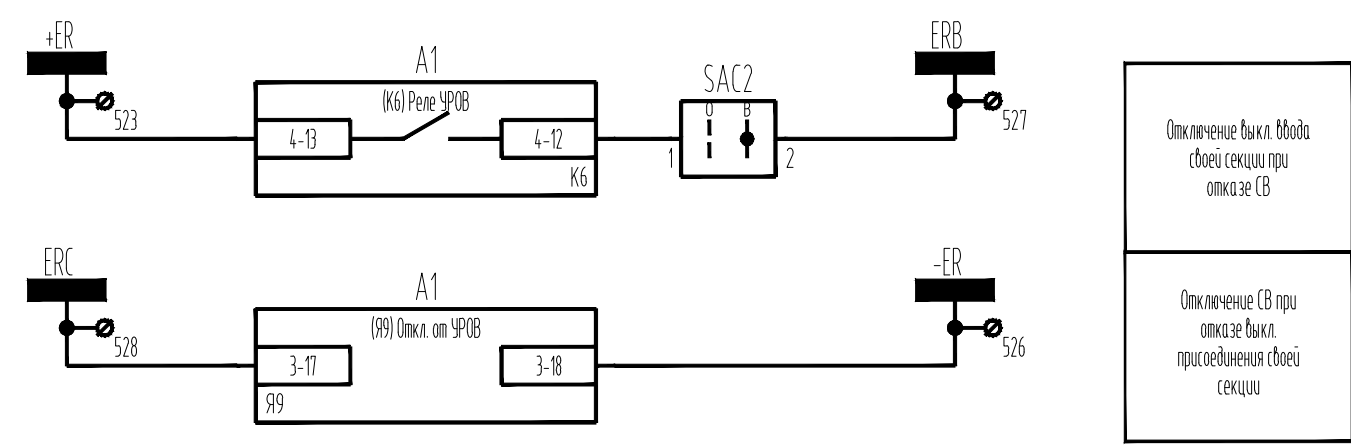 +ER
ERB
A1
(К6) Реле УРОВ
SAC2
O
В
523
527
4-13
4-12
1
2
К6
Отключение выкл. ввода
своей секции при
отказе СВ
ERC
-ER
A1
(Я9) Откл. от УРОВ
528
526
3-17
3-18
Я9
Отключение СВ при
отказе выкл.
присоединения своей
секции